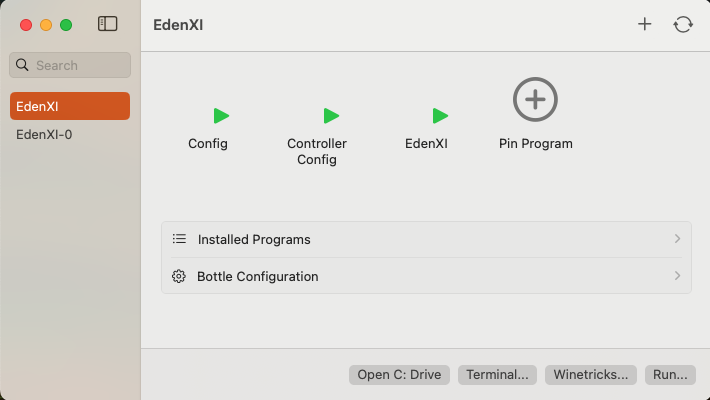 EdenXI
Search
EdenXI
EdenXI-0
Config
Controller
Config
EdenXI
Pin Program
Installed Programs
Bottle Configuration
Open C: Drive
Terminal...
Winetricks...
Run...